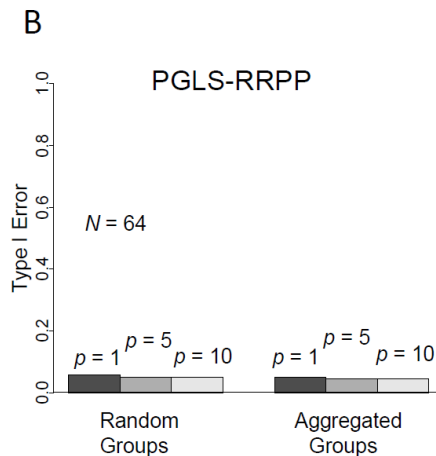 B
PGLS-RRPP
1.0
0.8
0.6
0.4
0.2
0.0
Type I Error
N = 64
p = 1
p = 5
p = 10
p = 1
p = 5
p = 10
Random
Groups
Aggregated
Groups